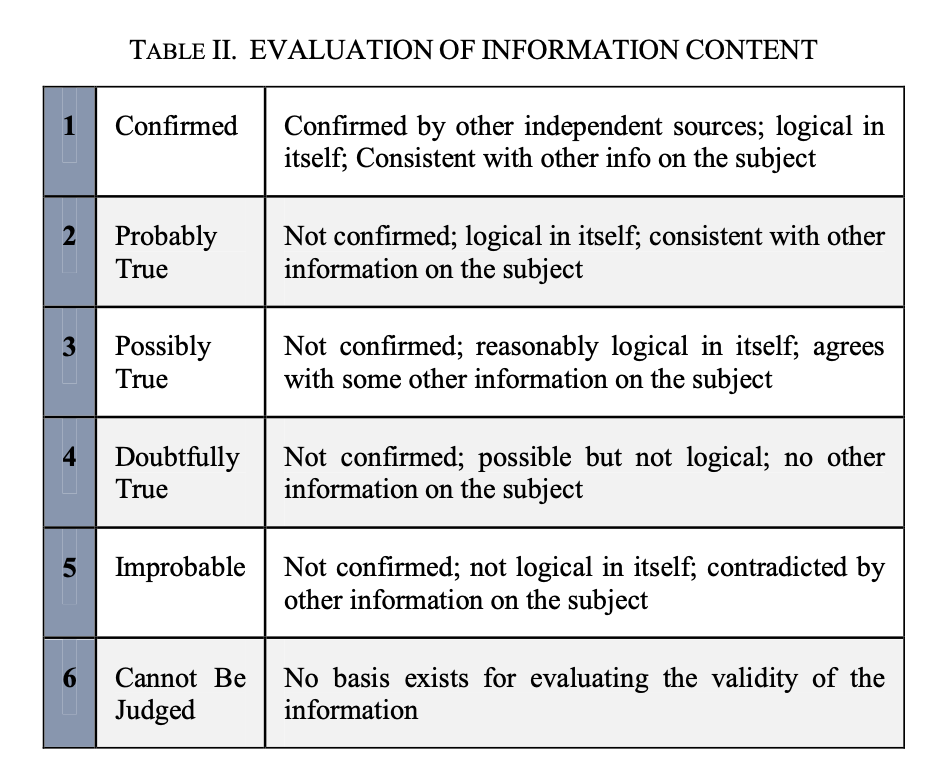 TABLE II. EVALUATION OF INFORMATION CONTENT
1 Confirmed Confirmed by other independent sources; logical in
itself; Consistent with other info on the subject
2 Probably Not confirmed; logical in itself; consistent with other
True information on the subject
3 Possibly Not confirmed; reasonably logical in itself; agrees
True with some other information on the subject
4 Doubtfully Not confirmed; possible but not logical; no other
True information on the subject
5 Improbable Not confirmed; not logical in itself; contradicted by
other information on the subject
6 Cannot Be No basis exists for evaluating the validity of the
Judged information